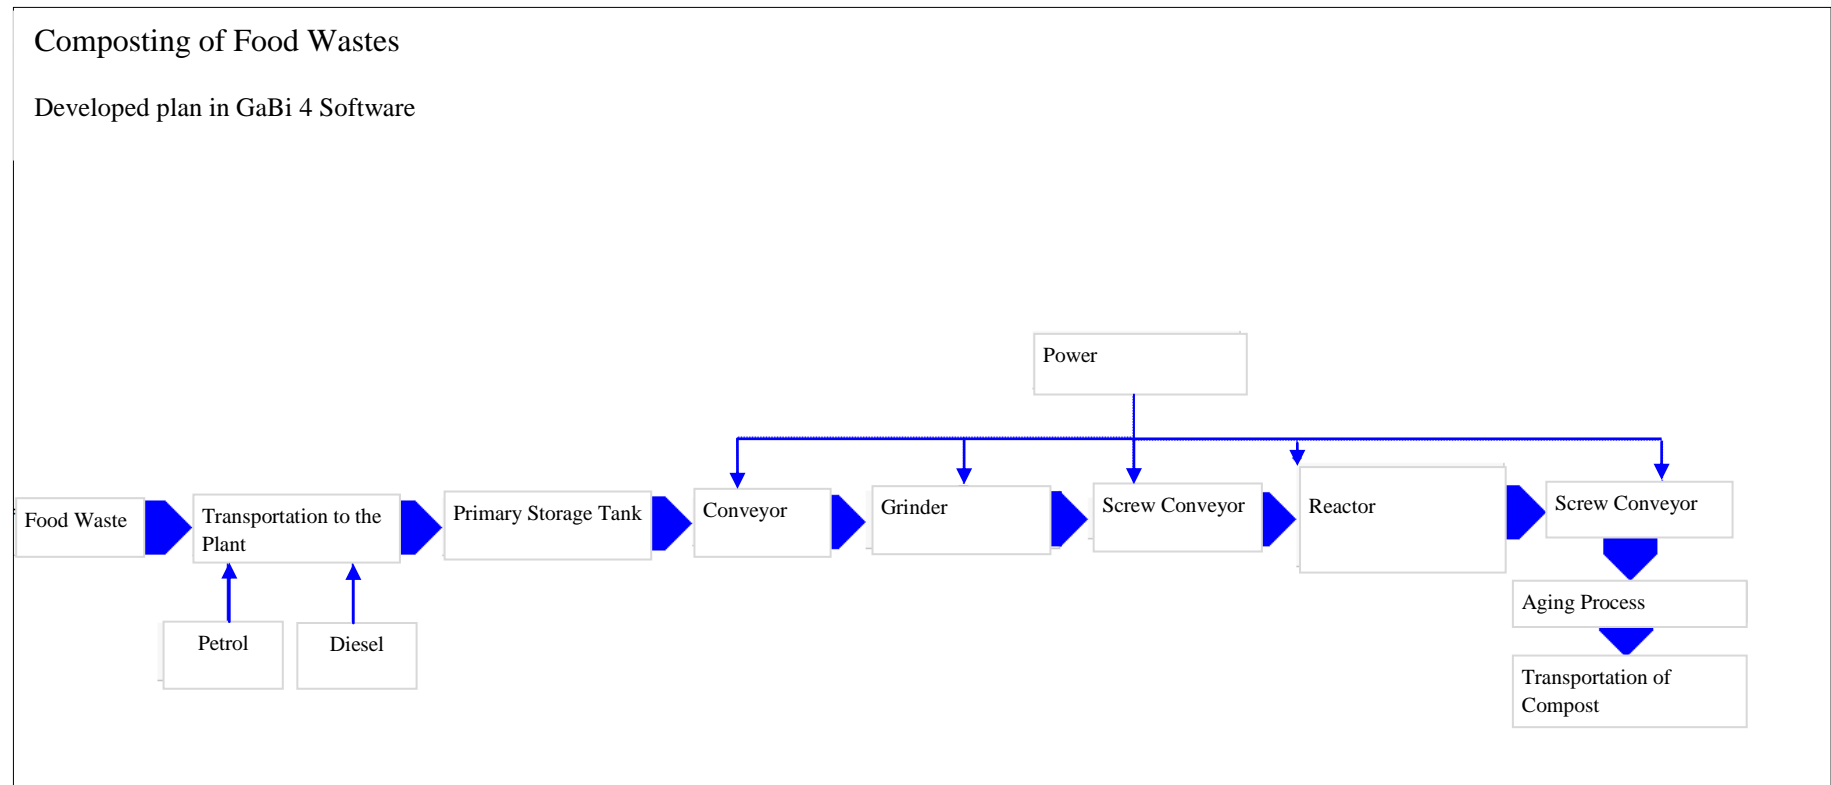 Composting of Food Wastes
Developed plan in GaBi 4 Software
Power
Food Waste
Transportation to the
Plant
Primary Storage Tank
Conveyor
Grinder
Screw Conveyor
Reactor
Screw Conveyor
Petrol
Diesel
Aging Process
Transportation of
Compost